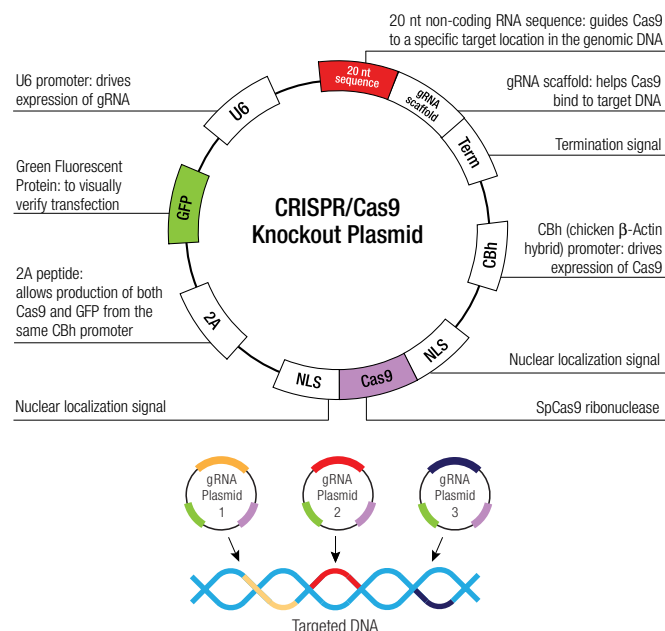 20 nt non-coding RNA sequence: guides Cas9
to a specific target location in the genomic DNA
U6 promoter: drives
expression of gRNA
gRNA scaffold: helps Cas9
bind to target DNA
20 nt
sequence
gRNA
scaffold
U6
Term
Termination signal
Green Fluorescent
Protein: to visually
verify transfection
GFP
CRISPR/Cas9
Knockout Plasmid
CBh
CBh (chicken β-Actin
hybrid) promoter: drives
expression of Cas9
2A peptide:
allows production of both
Cas9 and GFP from the
same CBh promoter
2A
NLS
Cas9
NLS
Nuclear localization signal
Nuclear localization signal
SpCas9 ribonuclease
gRNA
Plasmid
1
gRNA
Plasmid
2
gRNA
Plasmid
3
Targeted DNA